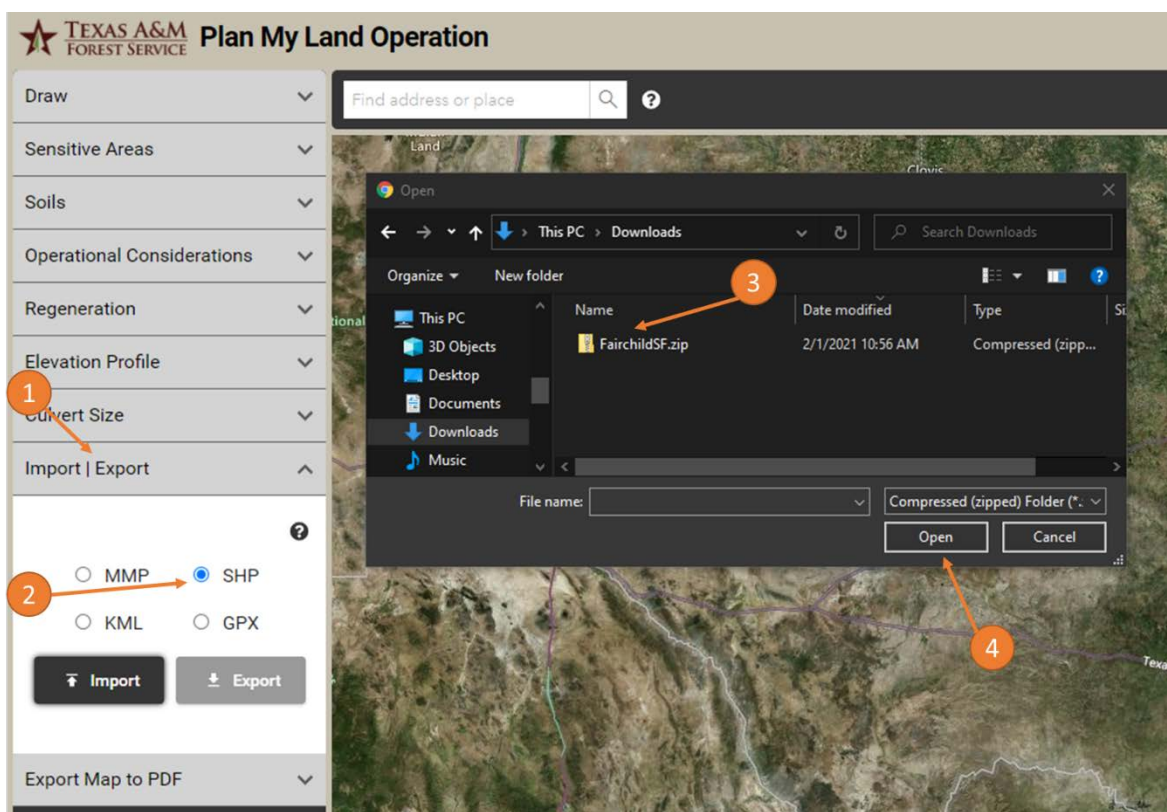 TEXAS A&M
FOREST SERVICE
Plan My Land Operation
Draw
Sensitive Areas
Soils
Operational Considerations
Regeneration
Elevation Profile
1
Culvert Size
Import | Export
MMP
SHP
2
KML
GPX
Import
Export
Export Map to PDF
Find address or place
Land
Clovis
Open
This PC > Downloads
Search Downloads
Organize
New folder
3
This PC
3D Objects
Desktop
Documents
Downloads
Music
Name
Date modified
Type
Si
FairchildSF.zip
2/1/2021 10:56 AM
Compressed (zipp...
tional
File name:
Compressed (zipped) Folder (*.
Open
Cancel
4
Texa